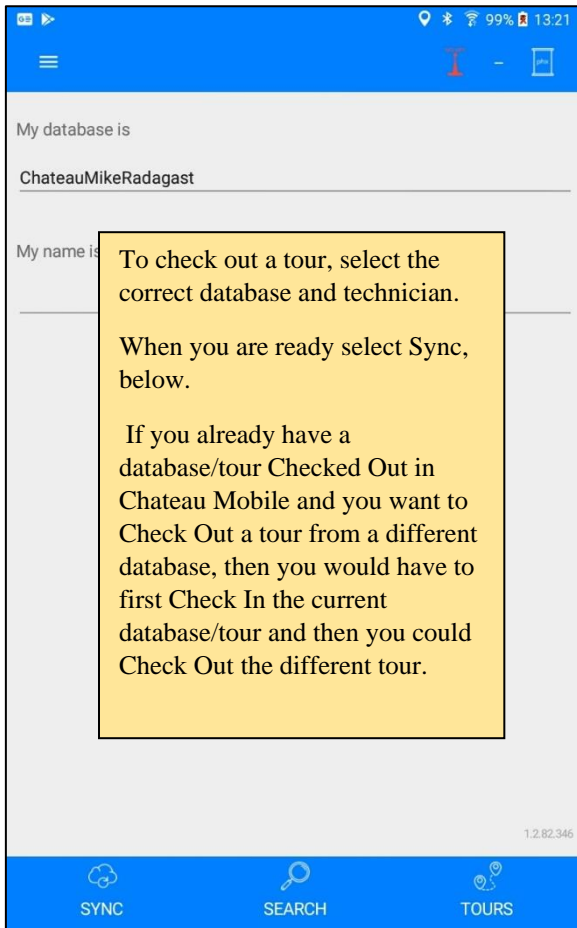 99% 13:21
My database is
ChateauMikeRadagast
My name is
To check out a tour, select the
correct database and technician.
When you are ready select Sync,
below.
If you already have a
database/tour Checked Out in
Chateau Mobile and you want to
Check Out a tour from a different
database, then you would have to
first Check In the current
database/tour and then you could
Check Out the different tour.
1.2.82.346
SYNC SEARCH TOURS